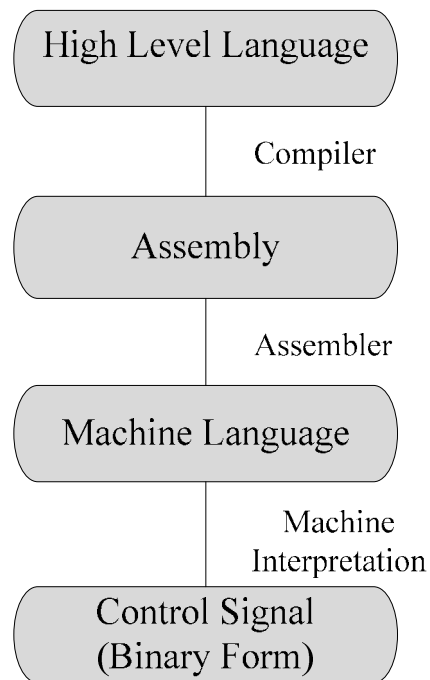 High Level Language
Compiler
Assembly
Assembler
Machine Language
Machine
Interpretation
Control Signal
(Binary Form)